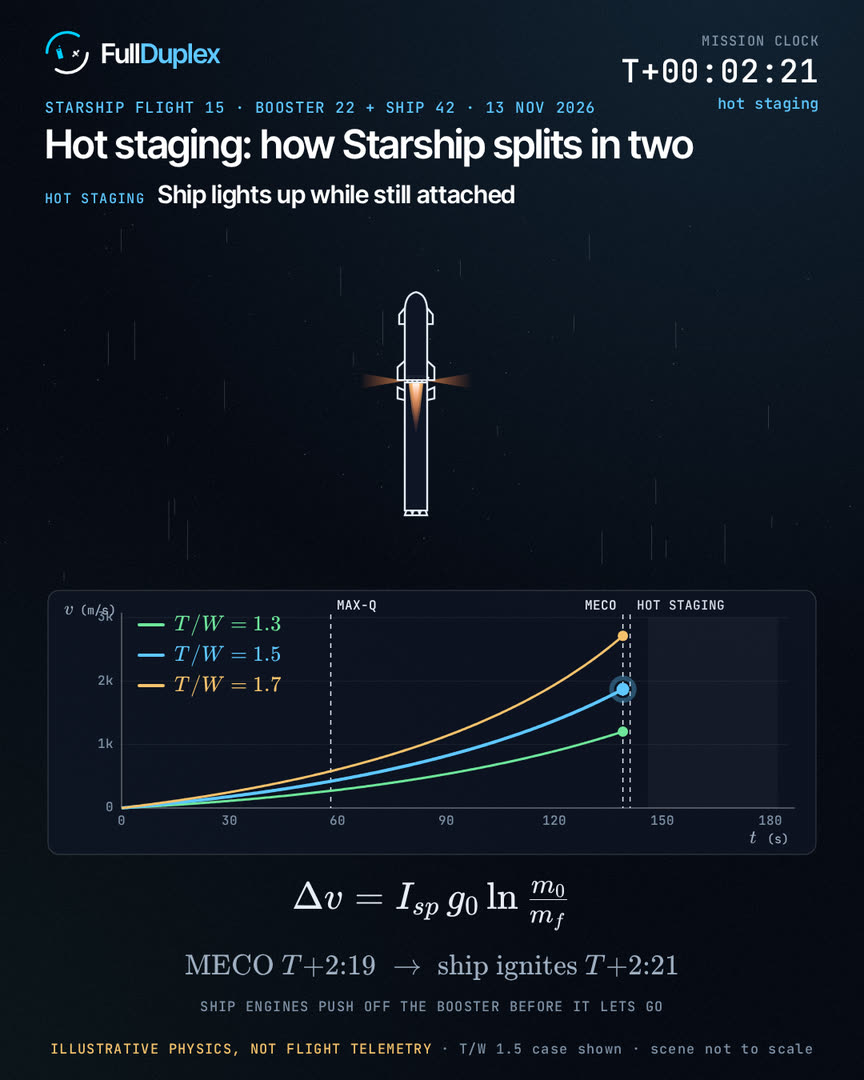 FullDuplex
MISSION CLOCK
T+00:02:21
hot staging
STARSHIP FLIGHT 15 · BOOSTER 22 + SHIP 42 · 13 NOV 2026
Hot staging: how Starship splits in two
HOT STAGING Ship lights up while still attached
MAX-Q MECO HOT STAGING
v (m/s)
3k
T/W = 1.3
T/W = 1.5
T/W = 1.7
2k
1k
0
0 30 60 90 120 150 180
t (s)
Δv = I_sp g_0 ln m_0/m_f
MECO T+2:19 → ship ignites T+2:21
SHIP ENGINES PUSH OFF THE BOOSTER BEFORE IT LETS GO
ILLUSTRATIVE PHYSICS, NOT FLIGHT TELEMETRY · T/W 1.5 case shown · scene not to scale